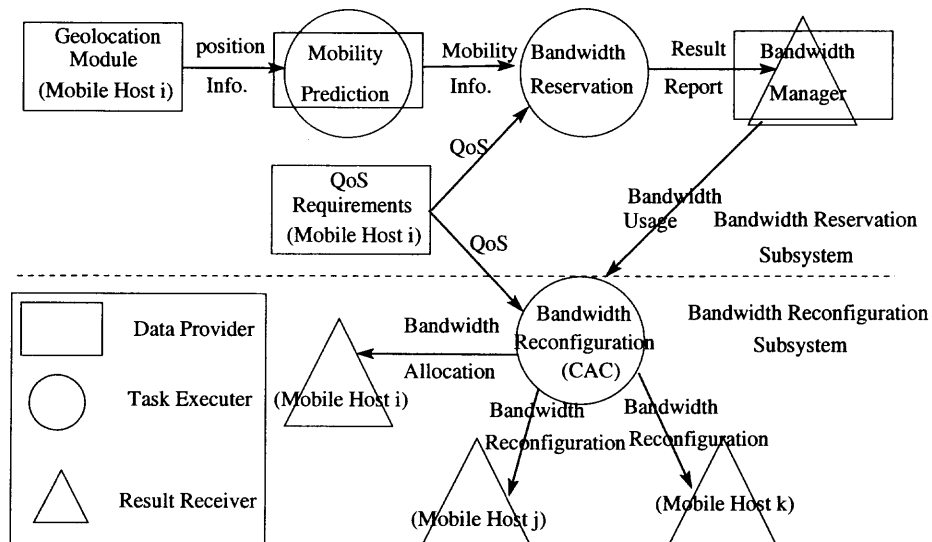 Geolocation
Module
(Mobile Host i)
position
Info.
Mobility
Prediction
Mobility
Info.
Bandwidth
Reservation
Result
Report
Bandwidth
Manager
QoS
QoS
Requirements
(Mobile Host i)
QoS
Bandwidth
Usage
Bandwidth Reservation
Subsystem
Bandwidth Reconfiguration
Subsystem
Bandwidth
Reconfiguration
(CAC)
Bandwidth
Allocation
(Mobile Host i)
Bandwidth
Reconfiguration
Bandwidth
Reconfiguration
(Mobile Host j)
(Mobile Host k)
Data Provider
Task Executer
Result Receiver